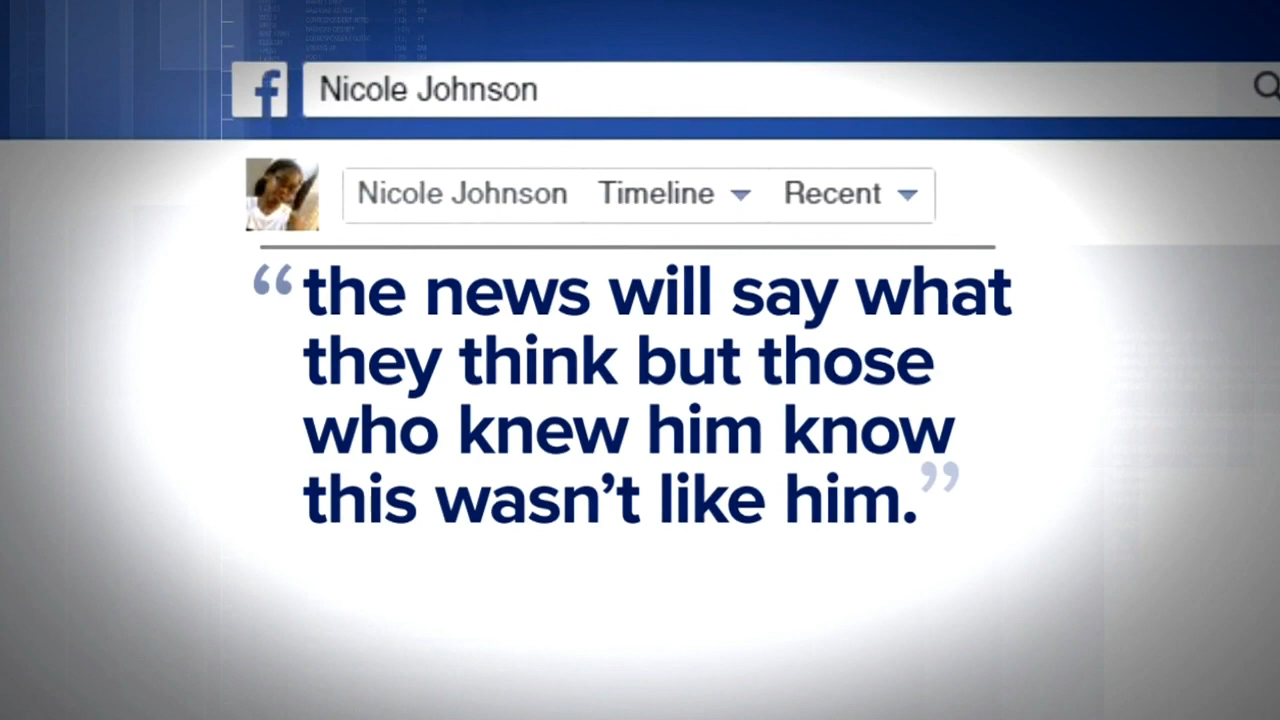 f Nicole Johnson
Nicole Johnson Timeline Recent
“the news will say what
they think but those
who knew him know
this wasn’t like him.”